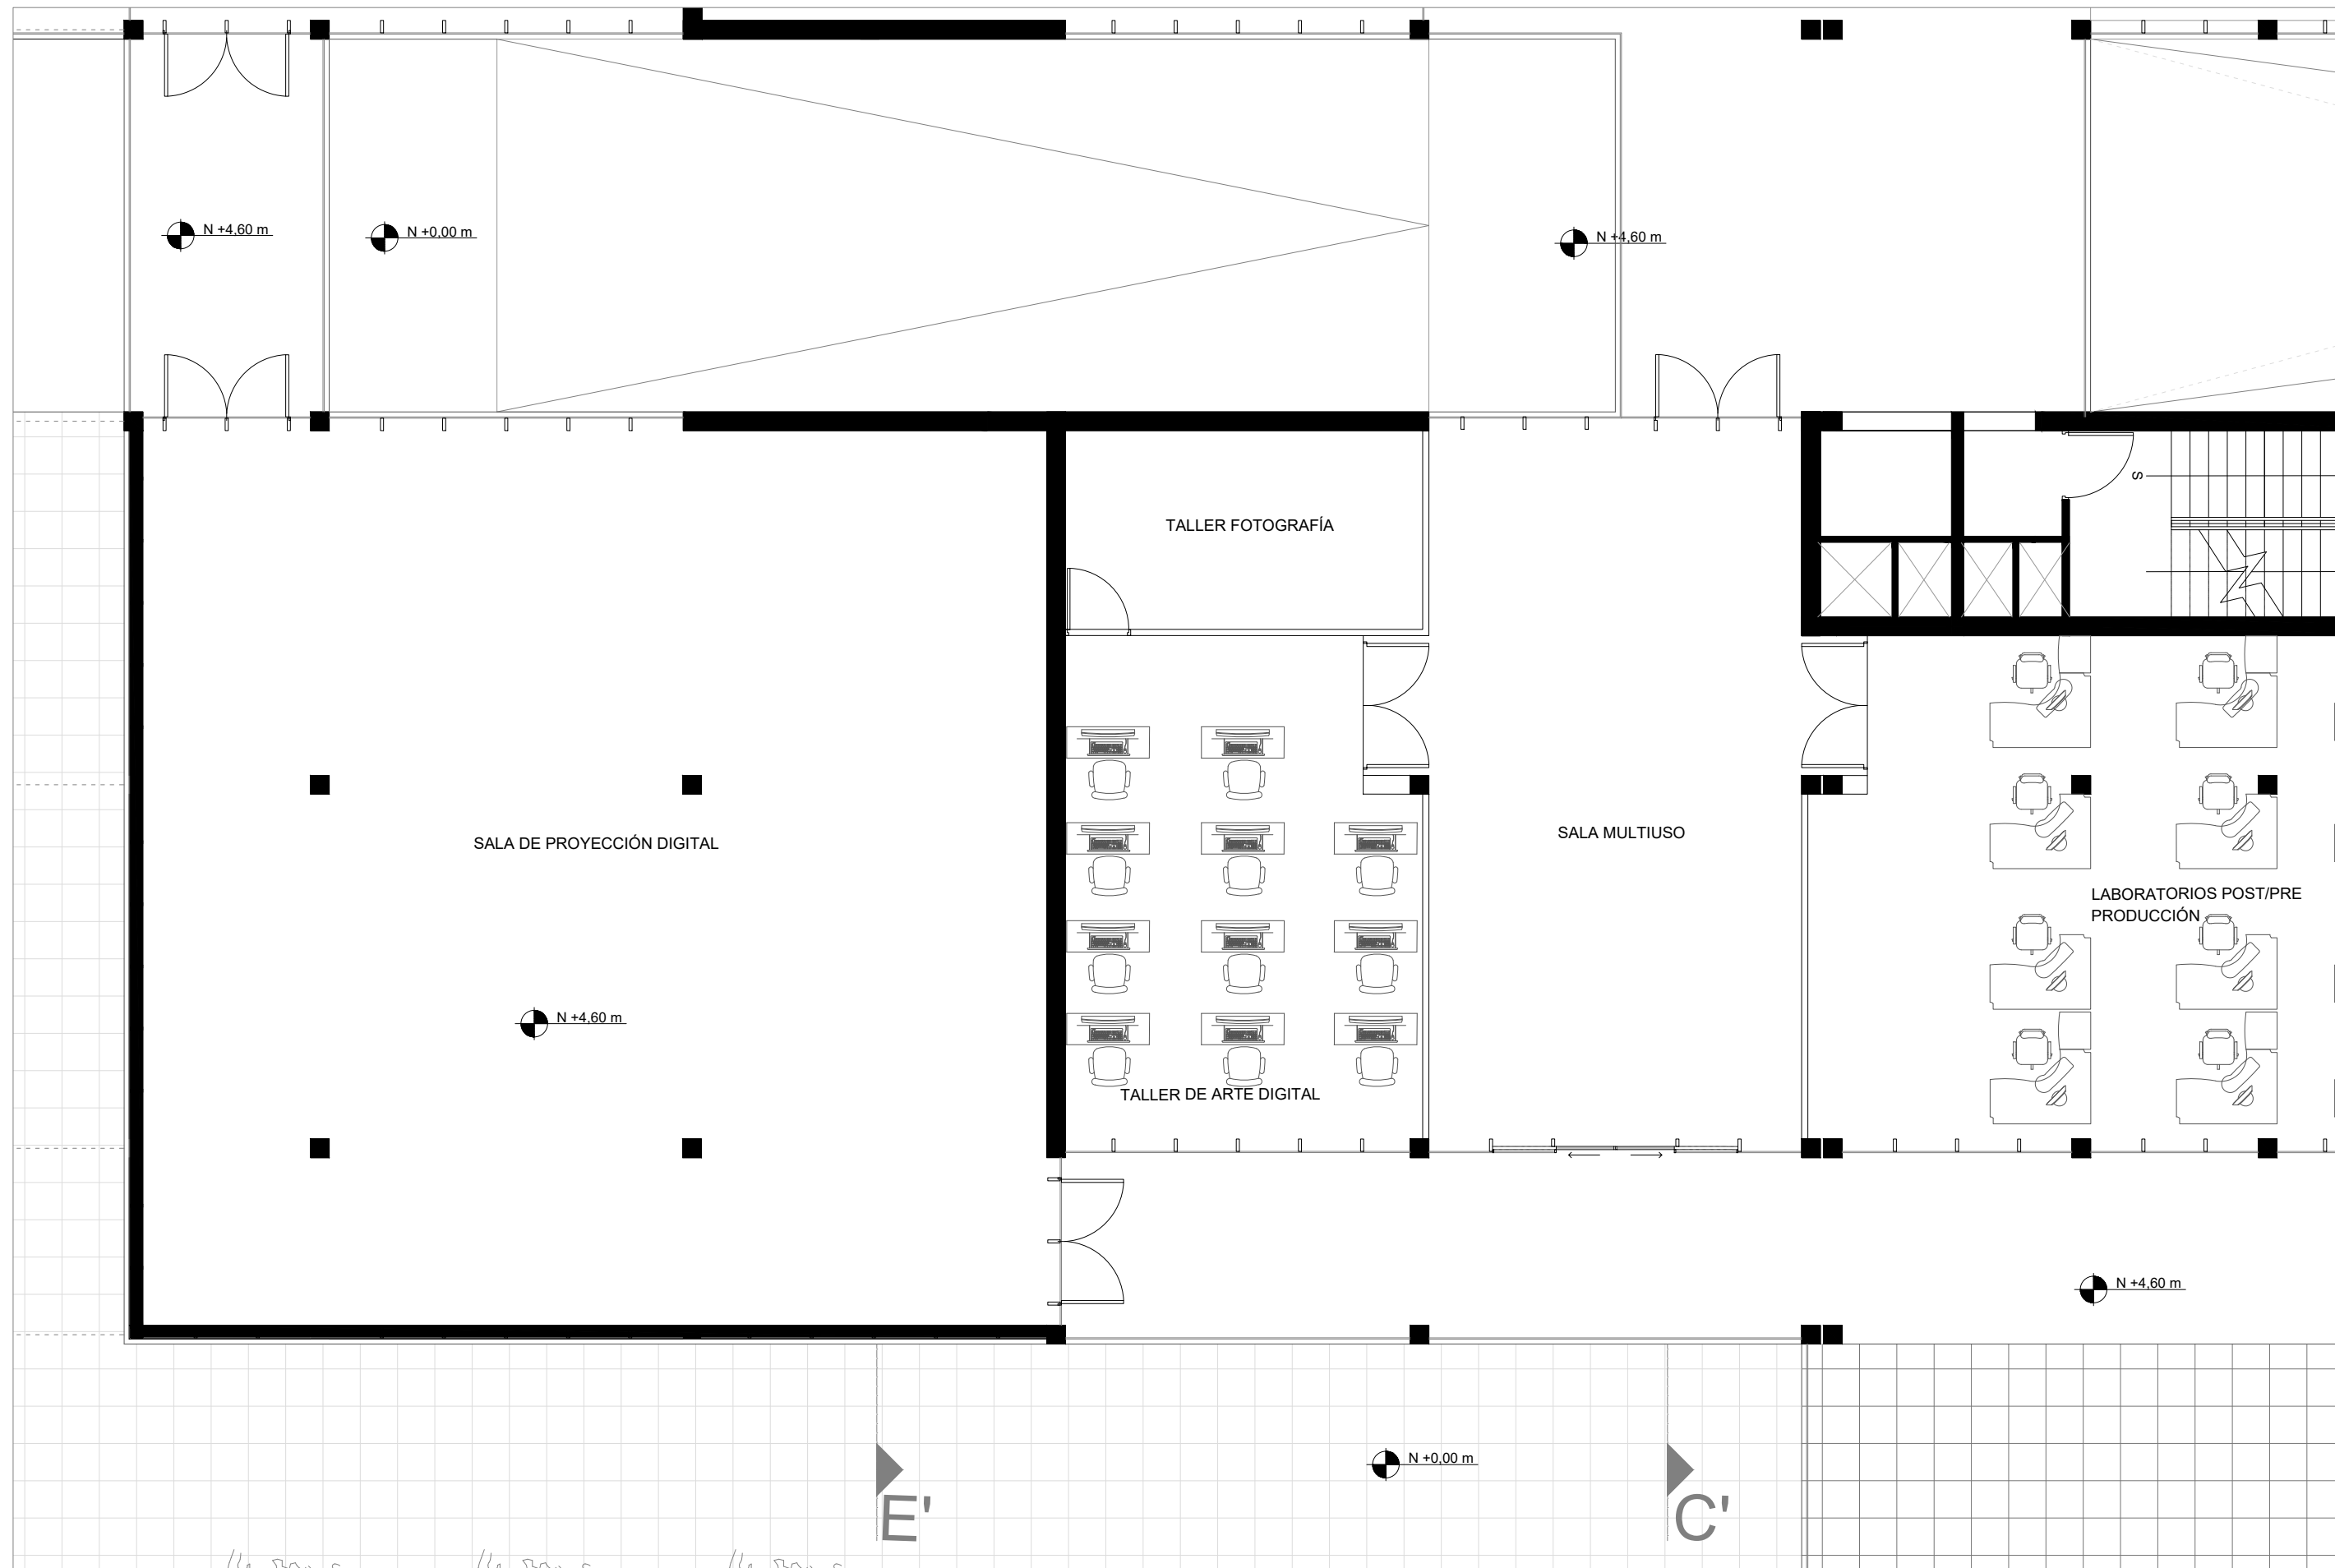 N +4,60 m
N +0,00 m
N +4,60 m
S
TALLER FOTOGRAFÍA
SALA DE PROYECCIÓN DIGITAL
SALA MULTIUSO
LABORATORIOS POST/PRE
PRODUCCIÓN
N +4,60 m
TALLER DE ARTE DIGITAL
N +4,60 m
N +0,00 m
E'
C'